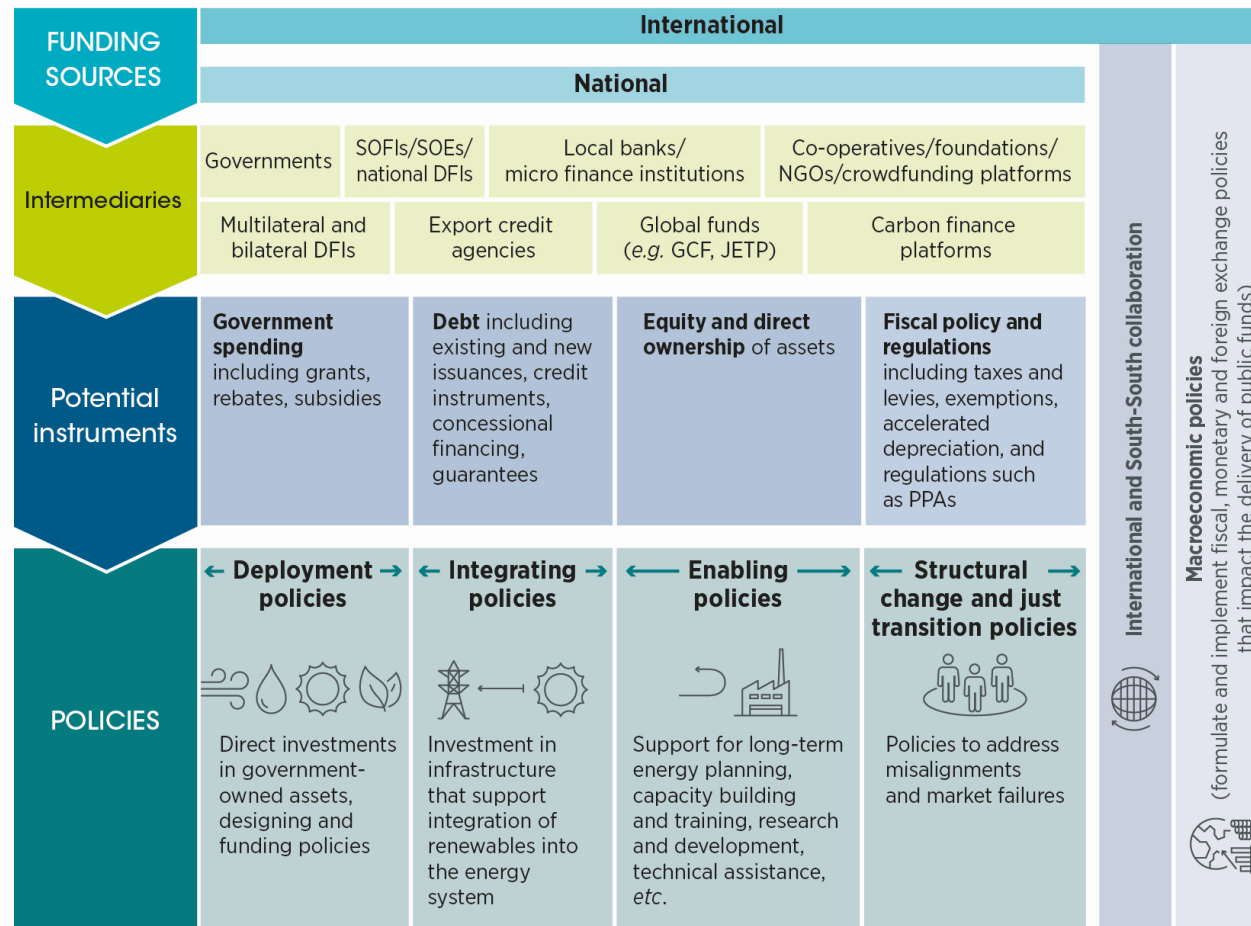 FUNDING
SOURCES
International
National
Intermediaries
Governments
SOFIs/SOEs/
national DFIs
Local banks/
micro finance institutions
Co-operatives/foundations/
NGOs/crowdfunding platforms
Multilateral and
bilateral DFIs
Export credit
agencies
Global funds
(e.g. GCF, JETP)
Carbon finance
platforms
Potential
instruments
Government
spending
including grants,
rebates, subsidies
Debt including
existing and new
issuances, credit
instruments,
concessional
financing,
guarantees
Equity and direct
ownership of assets
Fiscal policy and
regulations
including taxes and
levies, exemptions,
accelerated
depreciation, and
regulations such
as PPAs
POLICIES
Deployment
policies
Direct investments
in government-
owned assets,
designing and
funding policies
Integrating
policies
Investment in
infrastructure
that support
integration of
renewables into
the energy
system
Enabling
policies
Support for long-term
energy planning,
capacity building
and training, research
and development,
technical assistance,
etc.
Structural
change and just
transition policies
Policies to address
misalignments
and market failures
International and South-South collaboration
Macroeconomic policies
(formulate and implement fiscal, monetary and foreign exchange policies
that impact the delivery of public funds)